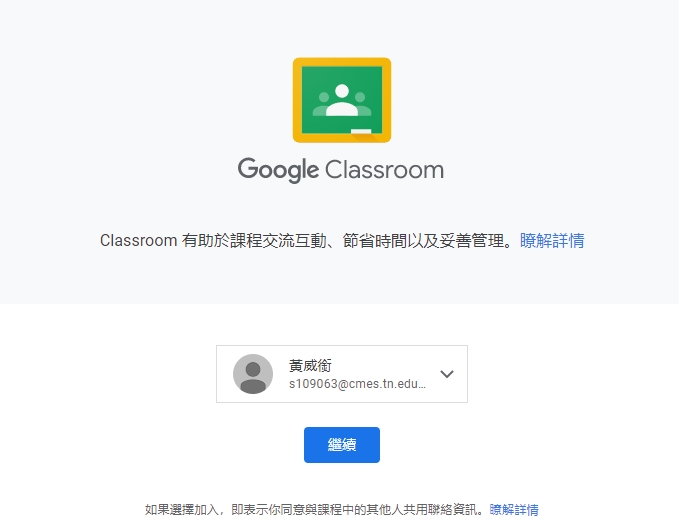 Google Classroom
Classroom 有助於課程交流互動、節省時間以及妥善管理。瞭解詳情
黃威銜
s109063@cmes.tn.edu...
繼續
如果選擇加入，即表示你同意與課程中的其他人共用聯絡資訊。瞭解詳情